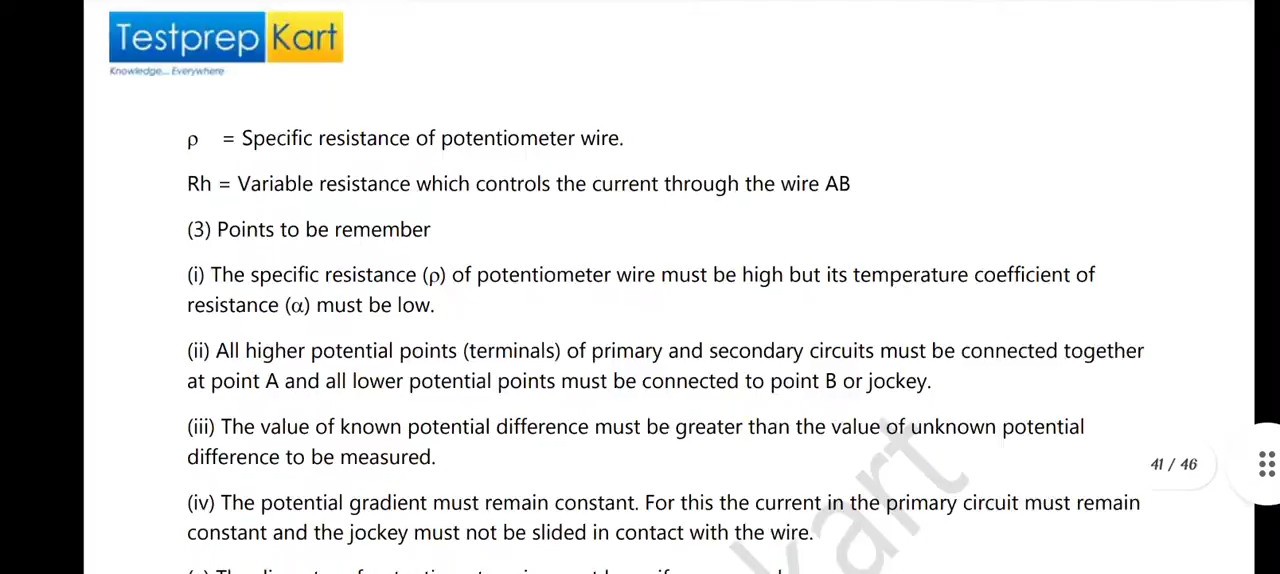 Testprep Kart
Knowledge... Everywhere
ρ = Specific resistance of potentiometer wire.
Rh = Variable resistance which controls the current through the wire AB
(3) Points to be remember
(i) The specific resistance (ρ) of potentiometer wire must be high but its temperature coefficient of
resistance (α) must be low.
(ii) All higher potential points (terminals) of primary and secondary circuits must be connected together
at point A and all lower potential points must be connected to point B or jockey.
(iii) The value of known potential difference must be greater than the value of unknown potential
difference to be measured.
41 / 46
(iv) The potential gradient must remain constant. For this the current in the primary circuit must remain
constant and the jockey must not be slided in contact with the wire.
kart